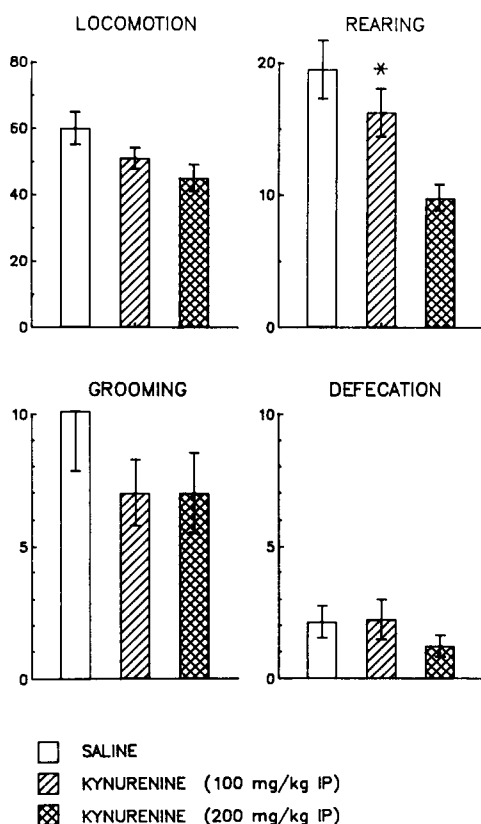 LOCOMOTION
REARING
80
60
40
20
0
20
10
0
*
GROOMING
DEFECATION
10
5
0
10
5
0
SALINE
KYNURENINE (100 mg/kg IP)
KYNURENINE (200 mg/kg IP)